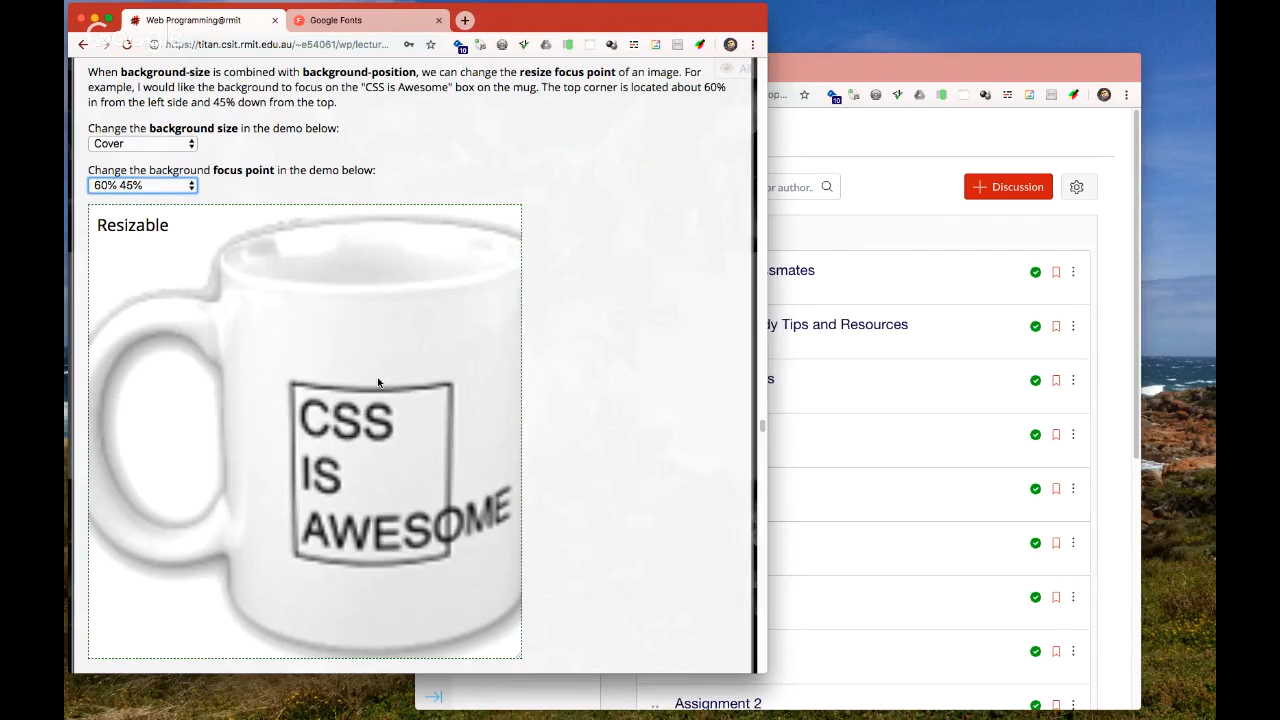 Web Programming@rmit
Google Fonts
https://titan.csit.rmit.edu.au/~e54061/wp/lectur...
When background-size is combined with background-position, we can change the resize focus point of an image. For
example, I would like the background to focus on the "CSS is Awesome" box on the mug. The top corner is located about 60%
in from the left side and 45% down from the top.
Change the background size in the demo below:
Cover
Change the background focus point in the demo below:
60% 45%
Resizable
CSS
IS
AWESOME
op...
or author..
Discussion
smates
dy Tips and Resources
s
Assignment 2
10
10